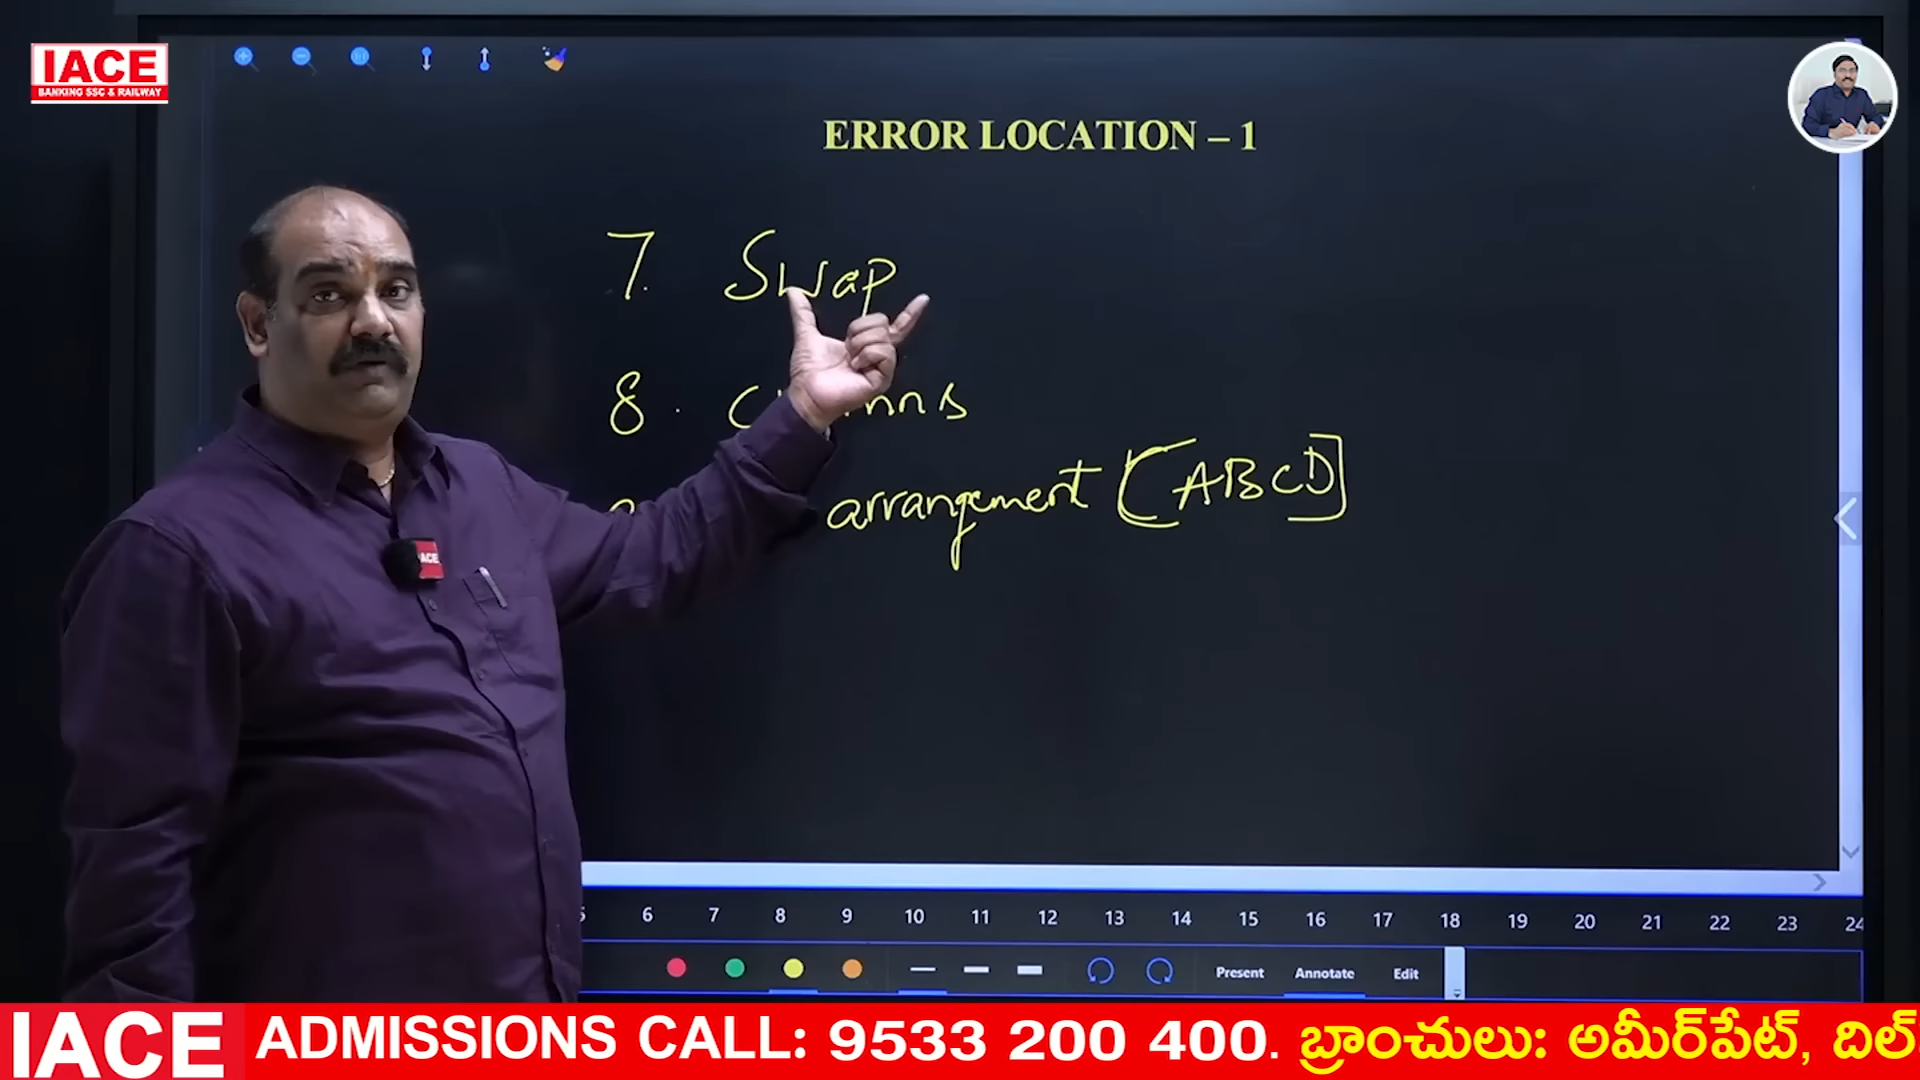 IACE
BANKING SSC & RAILWAY
ERROR LOCATION – 1
7. Swap
8.
arrangement [ABCD]
IACE
6 7 8 9 10 11 12 13 14 15 16 17 18 19 20 21 22 23 24
Present Annotate Edit
IACE ADMISSIONS CALL: 9533 200 400. బ్రాంచులు: అమీర్‌పేట్,